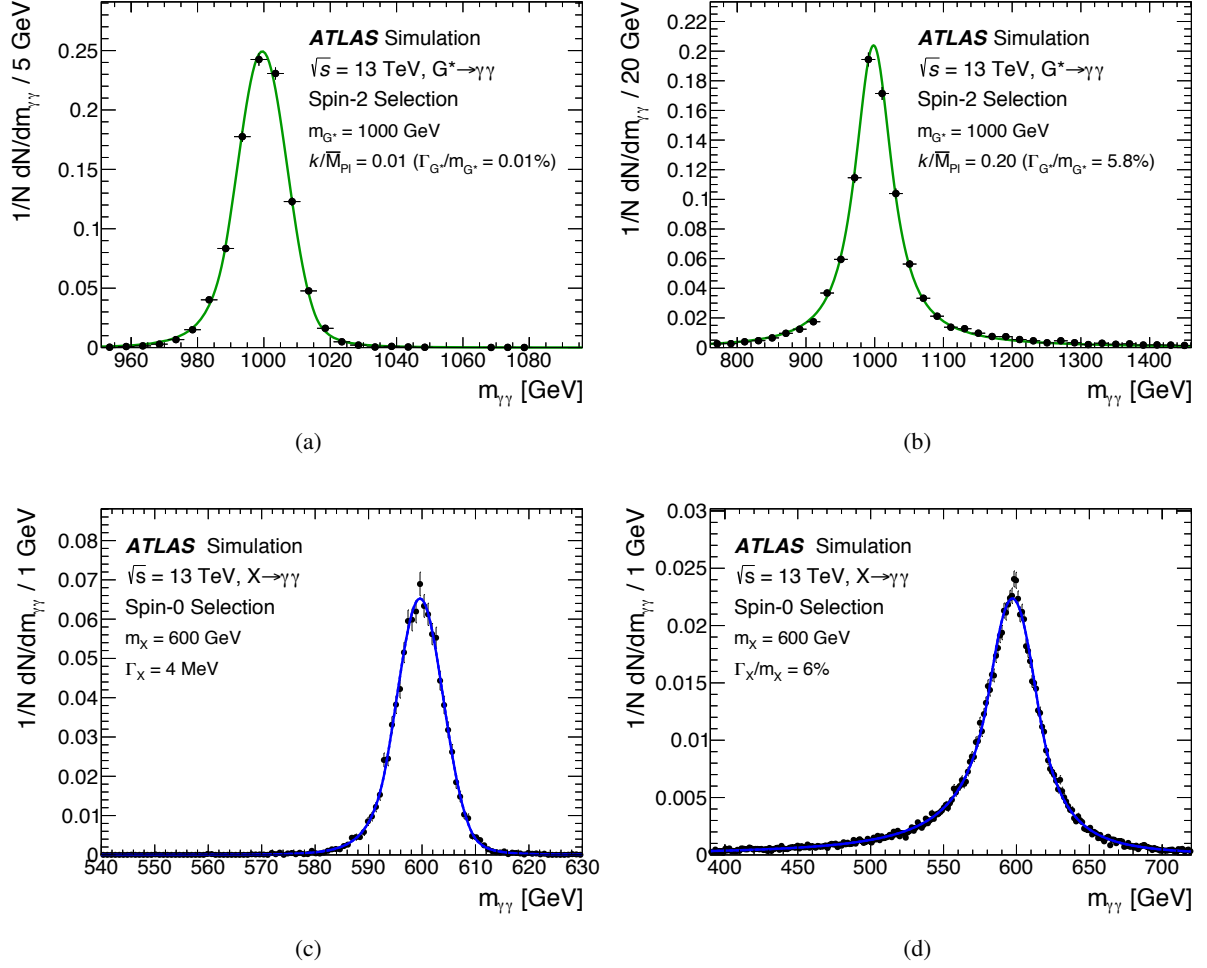 1/N dN/dm_γγ / 5 GeV
0.25
0.2
0.15
0.1
0.05
0
ATLAS Simulation
√s = 13 TeV, G*→γγ
Spin-2 Selection
m_G* = 1000 GeV
k/M̅_Pl = 0.01 (Γ_G*/m_G* = 0.01%)
960 980 1000 1020 1040 1060 1080
m_γγ [GeV]
(a)
1/N dN/dm_γγ / 20 GeV
0.22
0.2
0.18
0.16
0.14
0.12
0.1
0.08
0.06
0.04
0.02
0
ATLAS Simulation
√s = 13 TeV, G*→γγ
Spin-2 Selection
m_G* = 1000 GeV
k/M̅_Pl = 0.20 (Γ_G*/m_G* = 5.8%)
800 900 1000 1100 1200 1300 1400
m_γγ [GeV]
(b)
1/N dN/dm_γγ / 1 GeV
0.08
0.07
0.06
0.05
0.04
0.03
0.02
0.01
0
ATLAS Simulation
√s = 13 TeV, X→γγ
Spin-0 Selection
m_X = 600 GeV
Γ_X = 4 MeV
540 550 560 570 580 590 600 610 620 630
m_γγ [GeV]
(c)
1/N dN/dm_γγ / 1 GeV
0.03
0.025
0.02
0.015
0.01
0.005
0
ATLAS Simulation
√s = 13 TeV, X→γγ
Spin-0 Selection
m_X = 600 GeV
Γ_X/m_X = 6%
400 450 500 550 600 650 700
m_γγ [GeV]
(d)